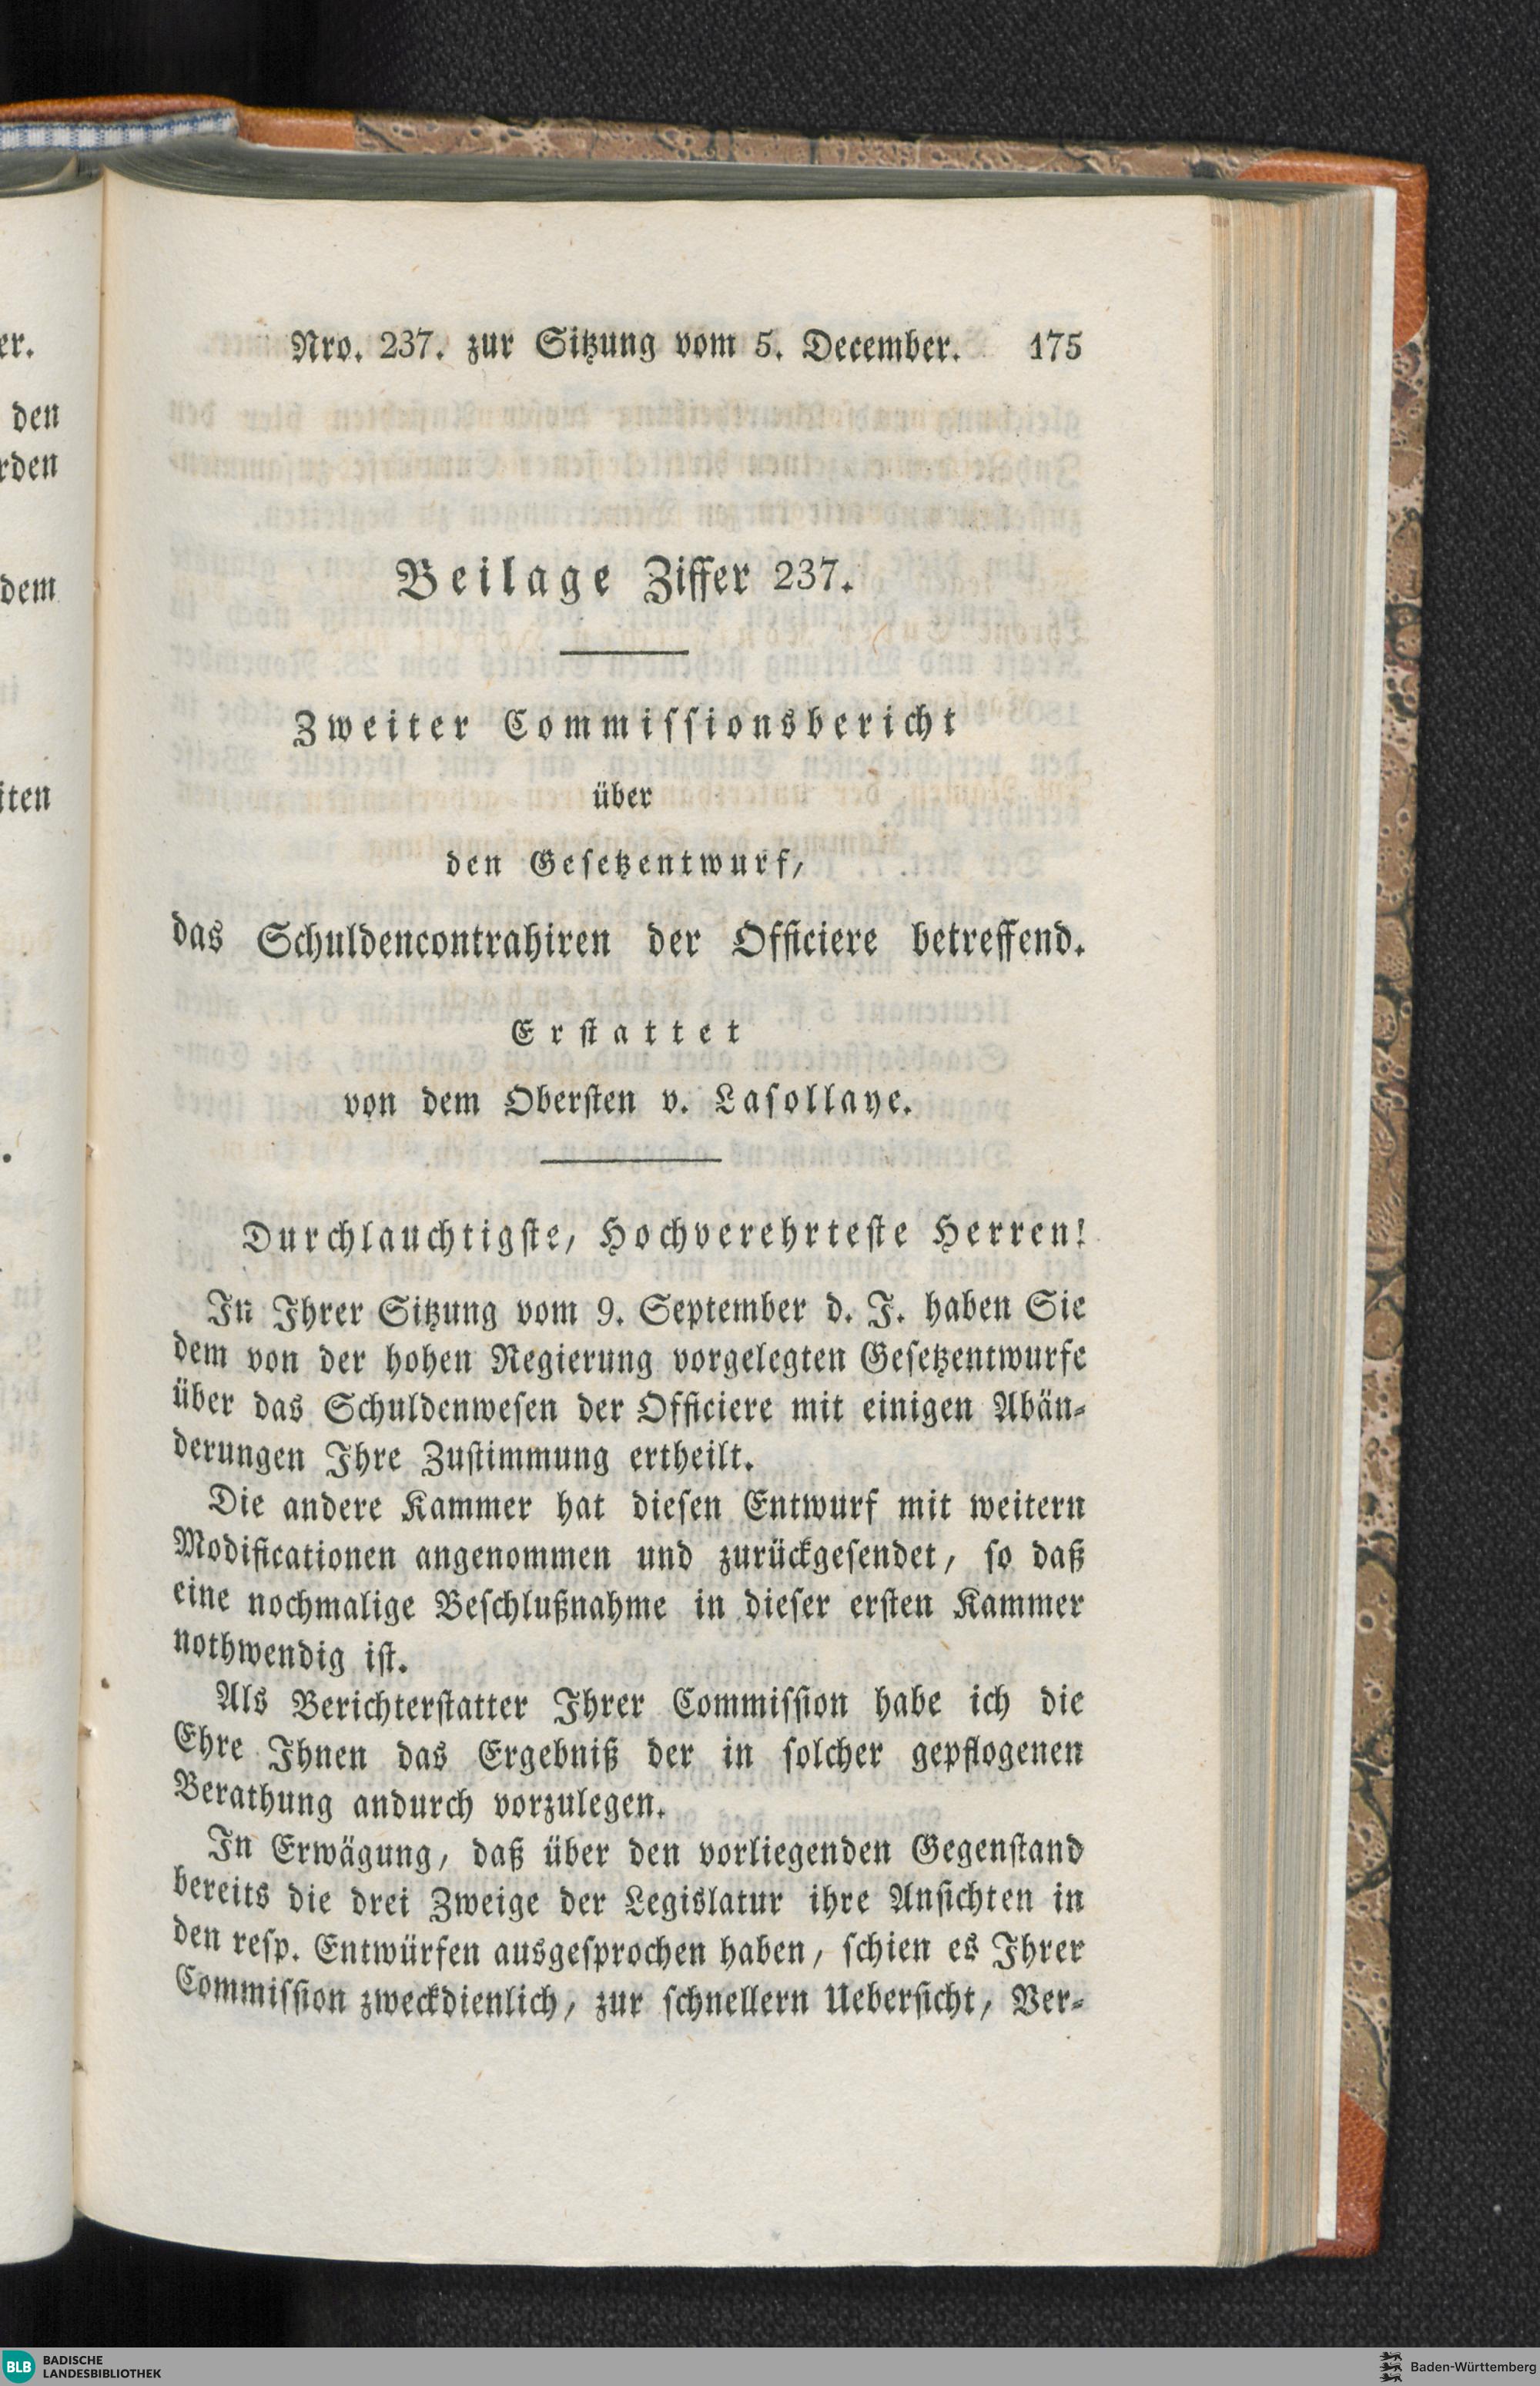 er.
den
rden
dem
iten
Nro. 237. zur Sitzung vom 5. December. 175
Beilage Ziffer 237.
Zweiter Commissionsbericht
über
den Gesetzentwurf,
das Schuldencontrahiren der Officiere betreffend.
Erstattet
von dem Obersten v. Lasollaye.
Durchlauchtigste, Hochverehrteste Herren!
In Ihrer Sitzung vom 9. September d. J. haben Sie
dem von der hohen Regierung vorgelegten Gesetzentwurfe
über das Schuldenwesen der Officiere mit einigen Abän-
derungen Ihre Zustimmung ertheilt.
Die andere Kammer hat diesen Entwurf mit weitern
Modificationen angenommen und zurückgesendet, so daß
eine nochmalige Beschlußnahme in dieser ersten Kammer
nothwendig ist.
Als Berichterstatter Ihrer Commission habe ich die
Ehre Ihnen das Ergebniß der in solcher gepflogenen
Berathung andurch vorzulegen.
In Erwägung, daß über den vorliegenden Gegenstand
bereits die drei Zweige der Legislatur ihre Ansichten in
den resp. Entwürfen ausgesprochen haben, schien es Ihrer
Commission zweckdienlich, zur schnellern Uebersicht, Ver-
BLB BADISCHE
LANDESBIBLIOTHEK
Baden-Württemberg